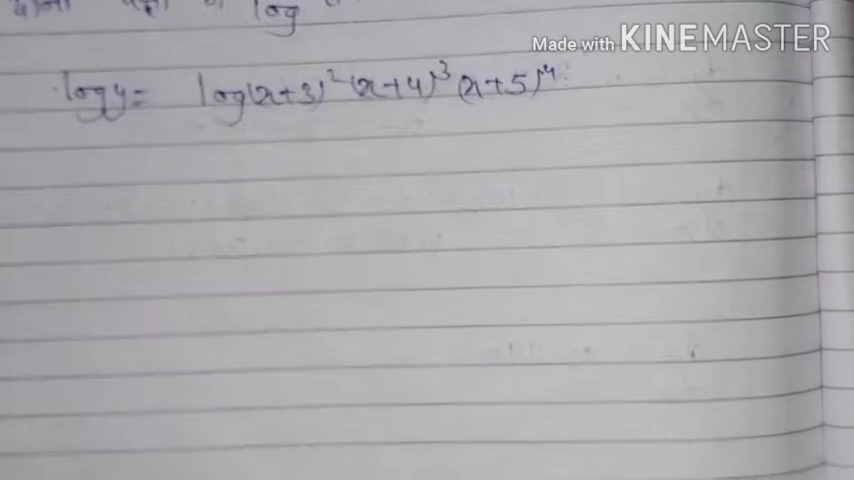 Made with KINEMASTER
log
log y = log(x+3)²(x+4)³(x+5)⁴